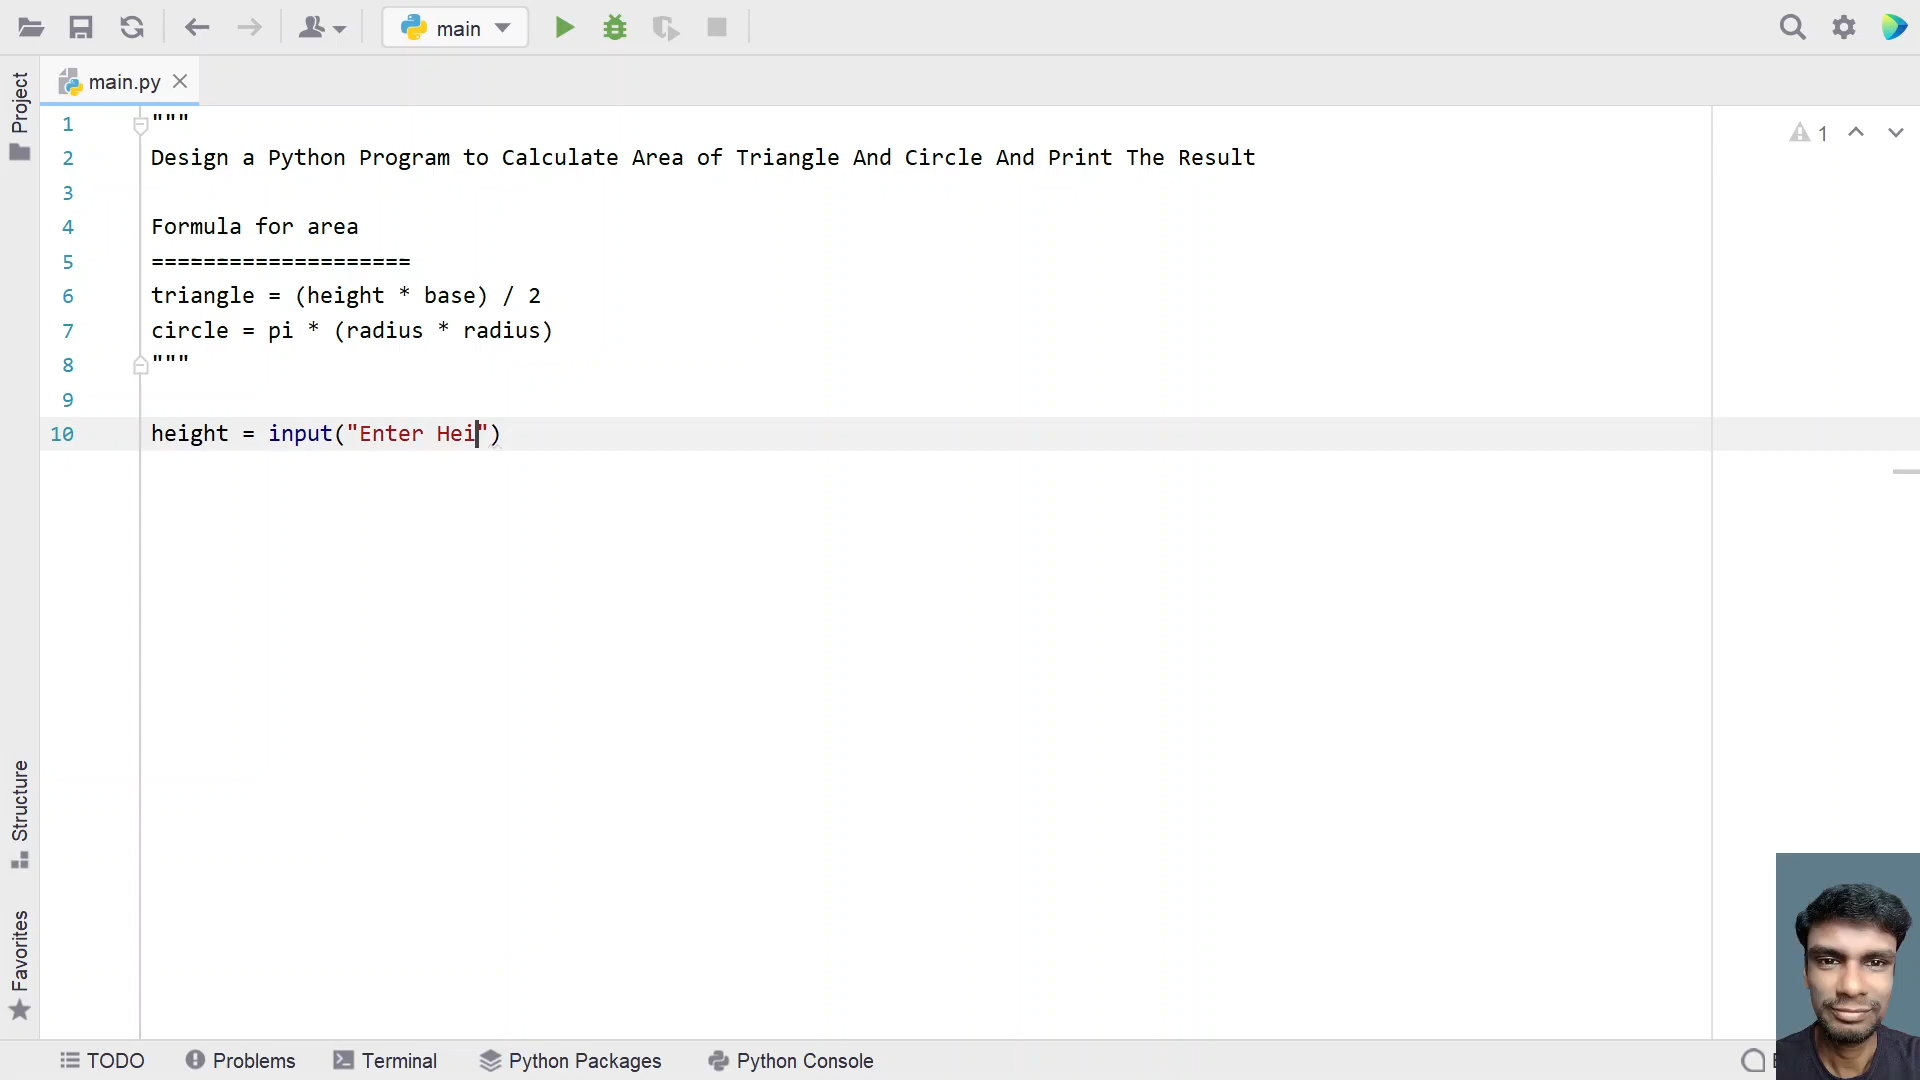 main
Project
main.py
1
1 """
2 Design a Python Program to Calculate Area of Triangle And Circle And Print The Result
3
4 Formula for area
5 ====================
6 triangle = (height * base) / 2
7 circle = pi * (radius * radius)
8 """
9
10 height = input("Enter Hei")
Structure
Favorites
TODO Problems Terminal Python Packages Python Console